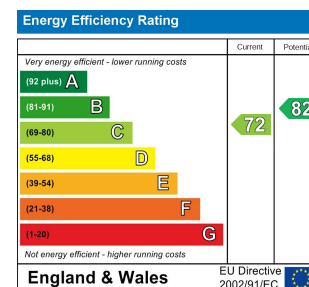 Energy Efficiency Rating
Current Potentia
Very energy efficient - lower running costs
(92 plus) A
(81-91) B
(69-80) C
(55-68) D
(39-54) E
(21-38) F
(1-20) G
72
82
Not energy efficient - higher running costs
England & Wales
EU Directive
2002/91/EC